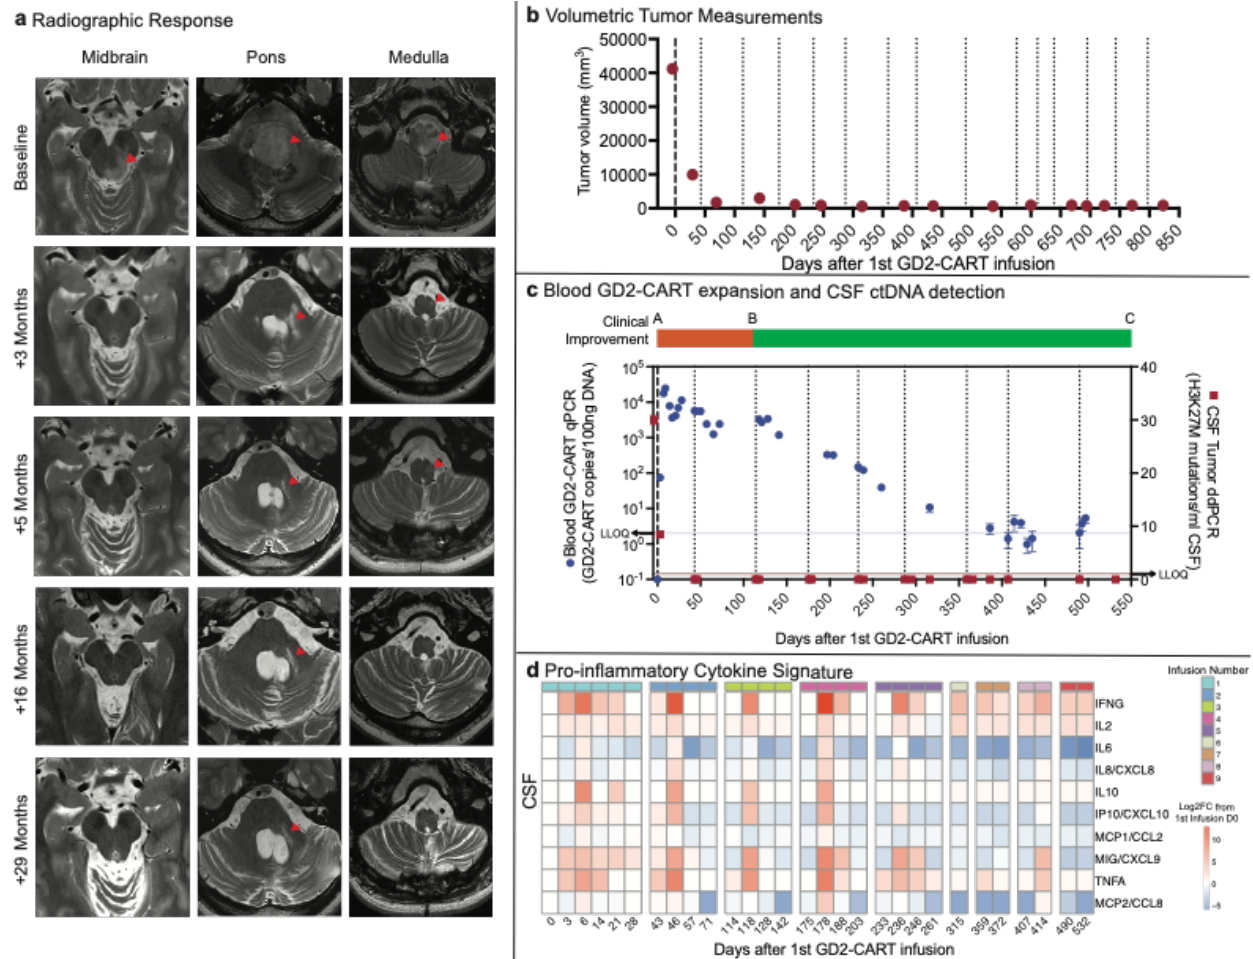 a Radiographic Response
Midbrain Pons Medulla
Baseline
+3 Months
+5 Months
+16 Months
+29 Months
b Volumetric Tumor Measurements
Tumor volume (mm³)
50000
40000
30000
20000
10000
0
0 50 100 150 200 250 300 350 400 450 500 550 600 650 700 750 800 850
Days after 1st GD2-CART infusion
c Blood GD2-CART expansion and CSF ctDNA detection
Clinical
Improvement
A B C
Blood GD2-CART qPCR
(GD2-CART copies/100ng DNA)
10⁵
10⁴
10³
10²
10¹
10⁰
10⁻¹
LLOQ
40
30
20
10
0
LLOQ
CSF Tumor ddPCR
(H3K27M mutations/ml CSF)
0 50 100 150 200 250 300 350 400 450 500 550
Days after 1st GD2-CART infusion
d Pro-inflammatory Cytokine Signature
CSF
IFNG
IL2
IL6
IL8/CXCL8
IL10
IP10/CXCL10
MCP1/CCL2
MIG/CXCL9
TNFA
MCP2/CCL8
0 3 6 14 21 28 43 46 57 71 114 118 128 142 175 178 188 203 233 236 246 261 315 359 372 407 414 490 532
Days after 1st GD2-CART infusion
Infusion Number
1
2
3
4
5
6
7
8
9
Log2FC from
1st Infusion D0
10
5
0
−5